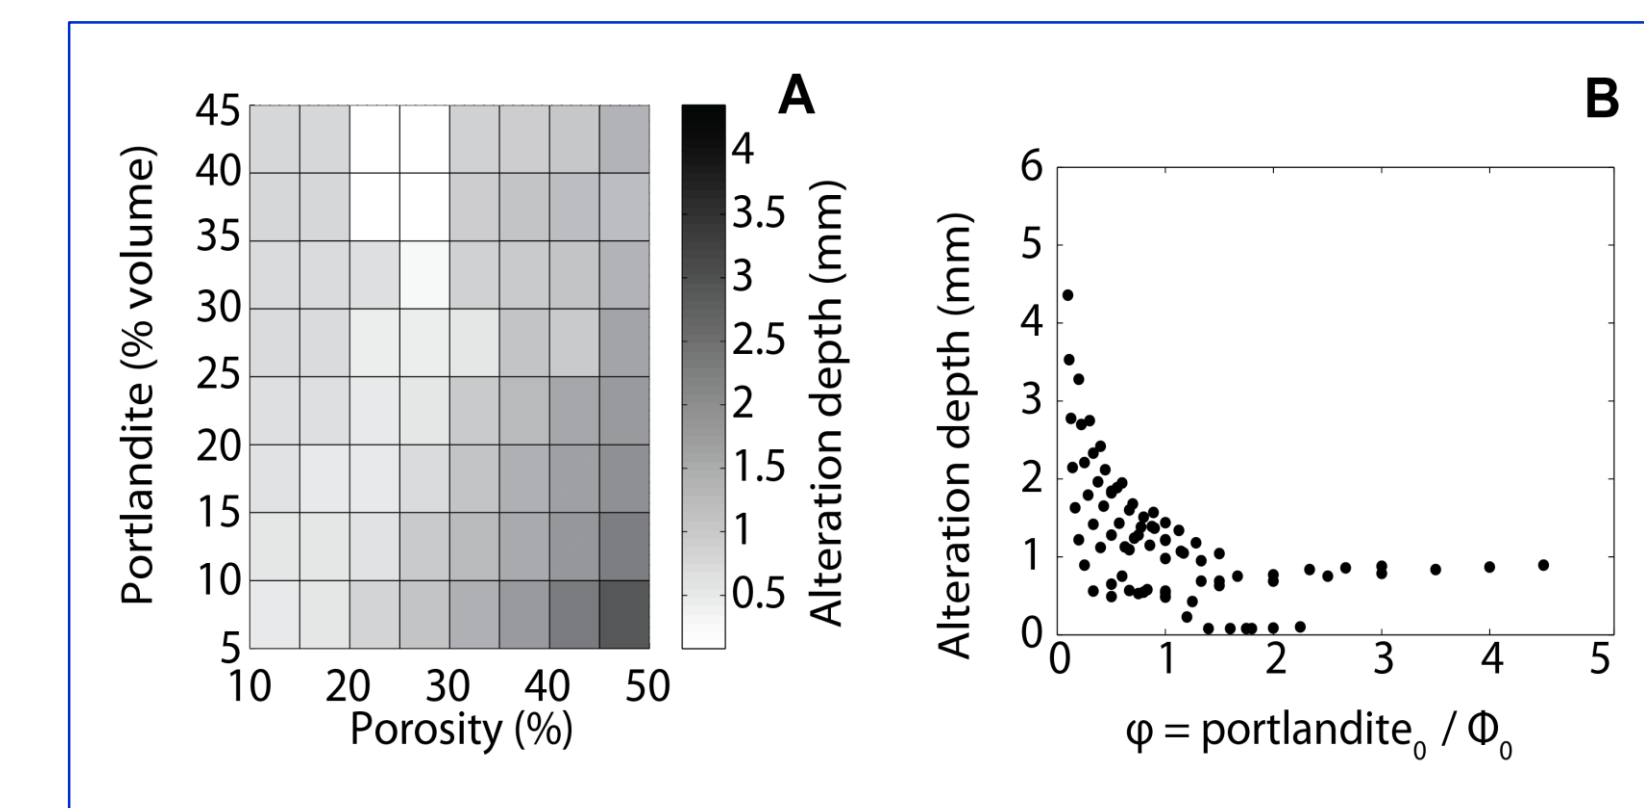 A
45
40
35
30
25
20
15
10
5
10 20 30 40 50
Porosity (%)
Portlandite (% volume)
4
3.5
3
2.5
2
1.5
1
0.5
Alteration depth (mm)
B
6
5
4
3
2
1
0
0 1 2 3 4 5
Alteration depth (mm)
φ = portlandite₀ / Φ₀